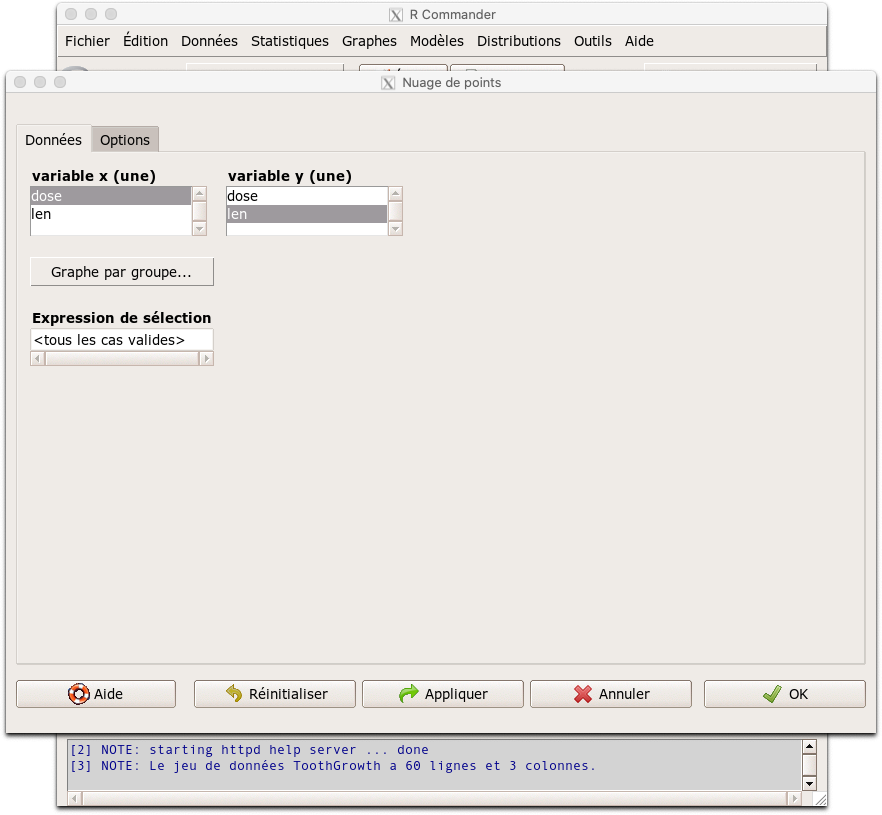 R Commander
Fichier Édition Données Statistiques Graphes Modèles Distributions Outils Aide
Nuage de points
Données Options
variable x (une) variable y (une)
dose dose
len len
Graphe par groupe...
Expression de sélection
<tous les cas valides>
Aide Réinitialiser Appliquer Annuler OK
[2] NOTE: starting httpd help server ... done
[3] NOTE: Le jeu de données ToothGrowth a 60 lignes et 3 colonnes.